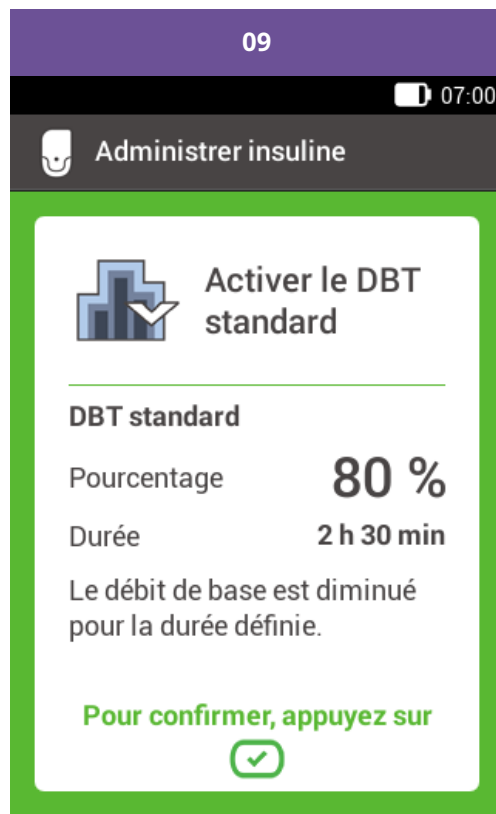 09
07:00
Administrer insuline
Activer le DBT
standard
DBT standard
Pourcentage 80 %
Durée 2 h 30 min
Le débit de base est diminué
pour la durée définie.
Pour confirmer, appuyez sur